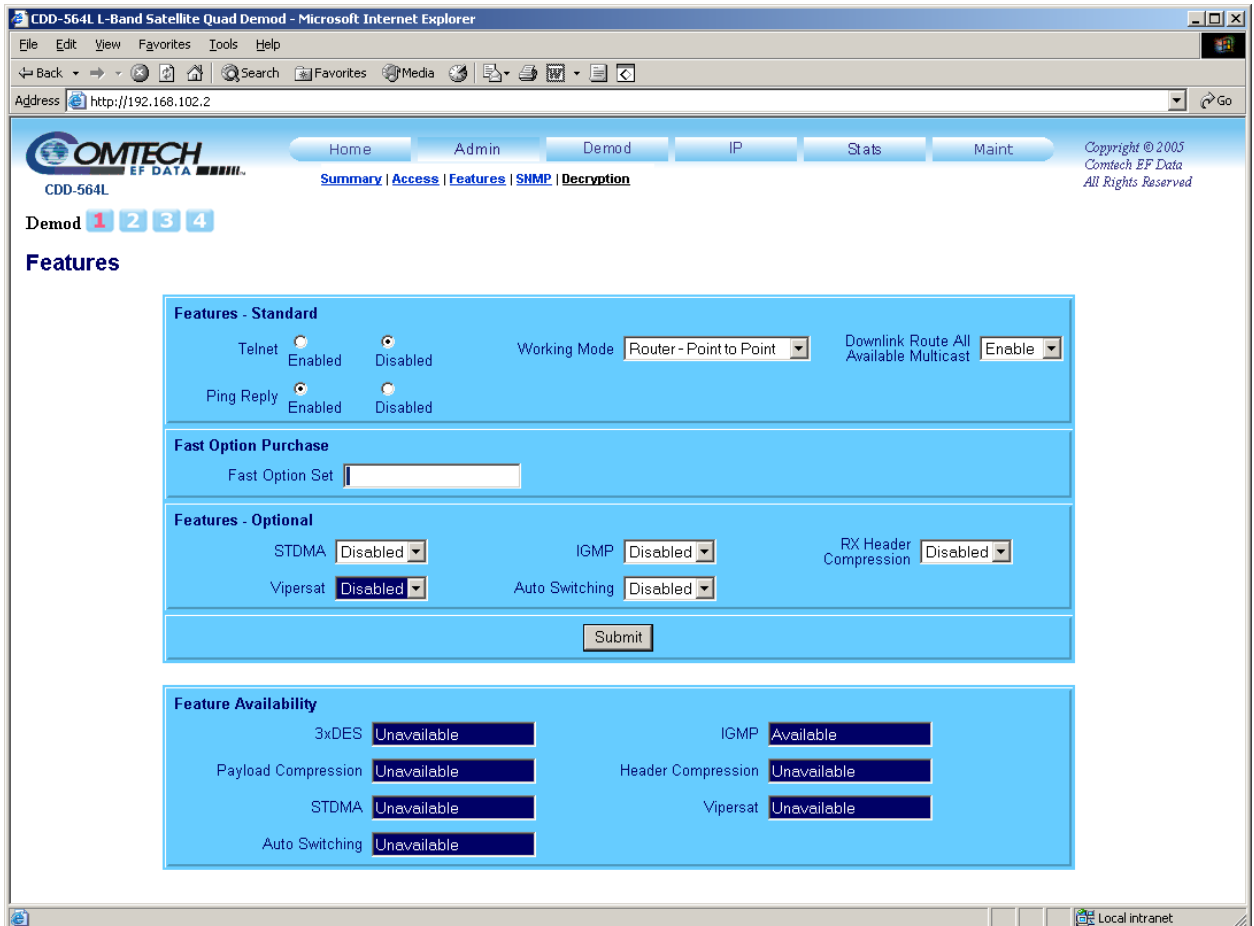 CDD-564L L-Band Satellite Quad Demod - Microsoft Internet Explorer
File Edit View Favorites Tools Help
Back Search Favorites Media
Address http://192.168.102.2 Go
COMTECH
EF DATA
CDD-564L
Home Admin Demod IP Stats Maint
Summary | Access | Features | SNMP | Decryption
Copyright © 2005
Comtech EF Data
All Rights Reserved
Demod 1 2 3 4
Features
Features - Standard
Telnet Enabled Disabled
Working Mode Router - Point to Point
Downlink Route All
Available Multicast Enable
Ping Reply Enabled Disabled
Fast Option Purchase
Fast Option Set
Features - Optional
STDMA Disabled IGMP Disabled RX Header
Compression Disabled
Vipersat Disabled Auto Switching Disabled
Submit
Feature Availability
3xDES Unavailable IGMP Available
Payload Compression Unavailable Header Compression Unavailable
STDMA Unavailable Vipersat Unavailable
Auto Switching Unavailable
Local intranet